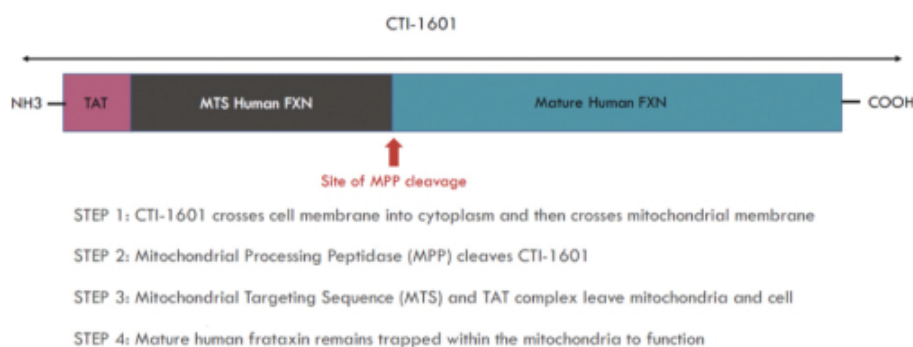 CTI-1601
NH3 TAT MTS Human FXN Mature Human FXN COOH
Site of MPP cleavage
STEP 1: CTI-1601 crosses cell membrane into cytoplasm and then crosses mitochondrial membrane
STEP 2: Mitochondrial Processing Peptidase (MPP) cleaves CTI-1601
STEP 3: Mitochondrial Targeting Sequence (MTS) and TAT complex leave mitochondria and cell
STEP 4: Mature human frataxin remains trapped within the mitochondria to function